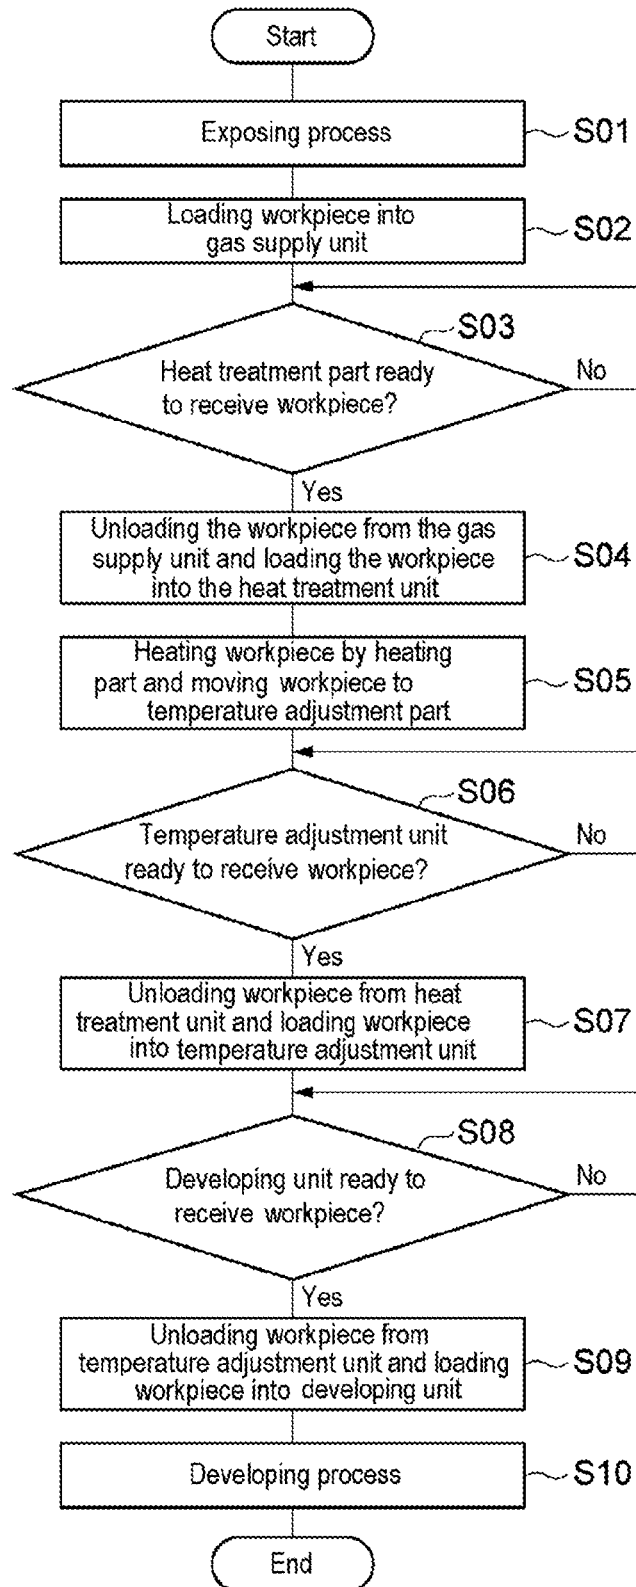 Start
Exposing process
S01
Loading workpiece into
gas supply unit
S02
S03
Heat treatment part ready
to receive workpiece?
No
Yes
Unloading the workpiece from the gas
supply unit and loading the workpiece
into the heat treatment unit
S04
Heating workpiece by heating
part and moving workpiece to
temperature adjustment part
S05
S06
Temperature adjustment unit
ready to receive workpiece?
No
Yes
Unloading workpiece from heat
treatment unit and loading workpiece
into temperature adjustment unit
S07
S08
Developing unit ready to
receive workpiece?
No
Yes
Unloading workpiece from
temperature adjustment unit and loading
workpiece into developing unit
S09
Developing process
S10
End